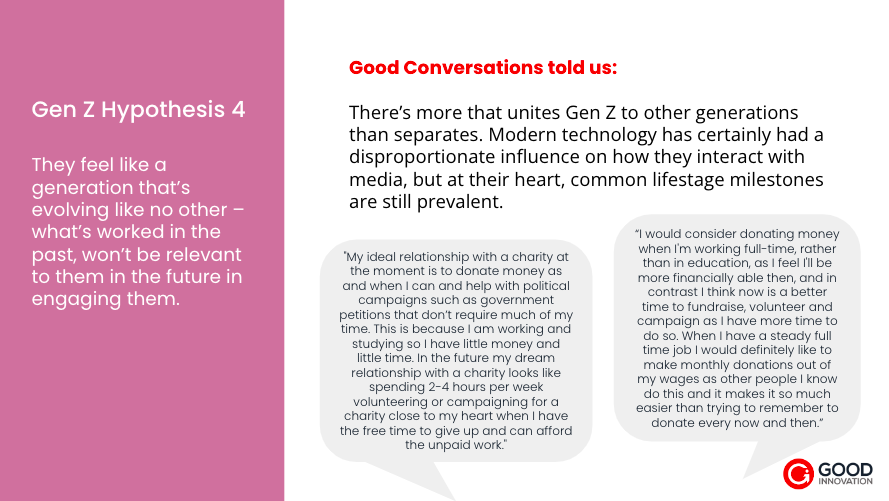 Gen Z Hypothesis 4
They feel like a
generation that’s
evolving like no other –
what’s worked in the
past, won’t be relevant
to them in the future in
engaging them.
Good Conversations told us:
There’s more that unites Gen Z to other generations
than separates. Modern technology has certainly had a
disproportionate influence on how they interact with
media, but at their heart, common lifestage milestones
are still prevalent.
"My ideal relationship with a charity at
the moment is to donate money as
and when I can and help with political
campaigns such as government
petitions that don’t require much of my
time. This is because I am working and
studying so I have little money and
little time. In the future my dream
relationship with a charity looks like
spending 2-4 hours per week
volunteering or campaigning for a
charity close to my heart when I have
the free time to give up and can afford
the unpaid work."
“I would consider donating money
when I'm working full-time, rather
than in education, as I feel I'll be
more financially able then, and in
contrast I think now is a better
time to fundraise, volunteer and
campaign as I have more time to
do so. When I have a steady full
time job I would definitely like to
make monthly donations out of
my wages as other people I know
do this and it makes it so much
easier than trying to remember to
donate every now and then.”
GOOD
INNOVATION